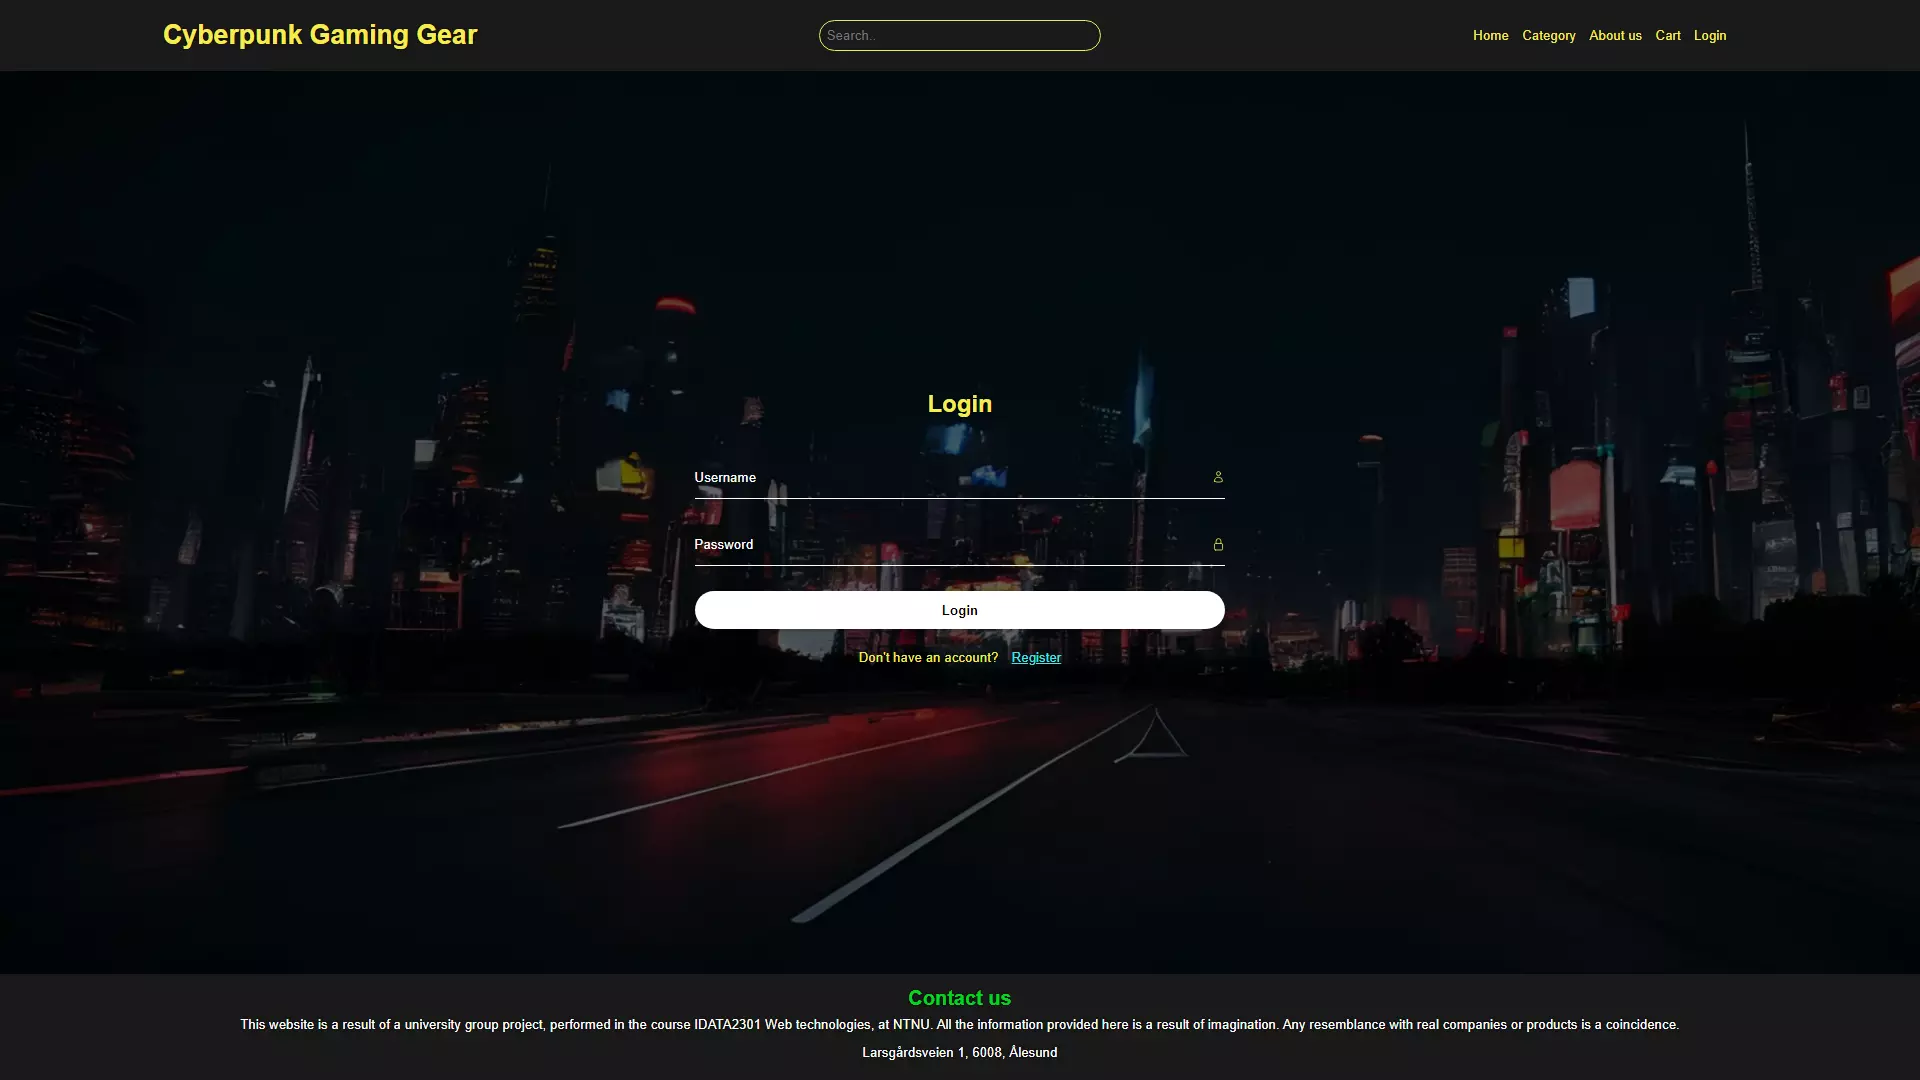 Cyberpunk Gaming Gear
Search..
Home Category About us Cart Login
Login
Username
Password
Login
Don't have an account? Register
Contact us
This website is a result of a university group project, performed in the course IDATA2301 Web technologies, at NTNU. All the information provided here is a result of imagination. Any resemblance with real companies or products is a coincidence.
Larsgårdsveien 1, 6008, Ålesund